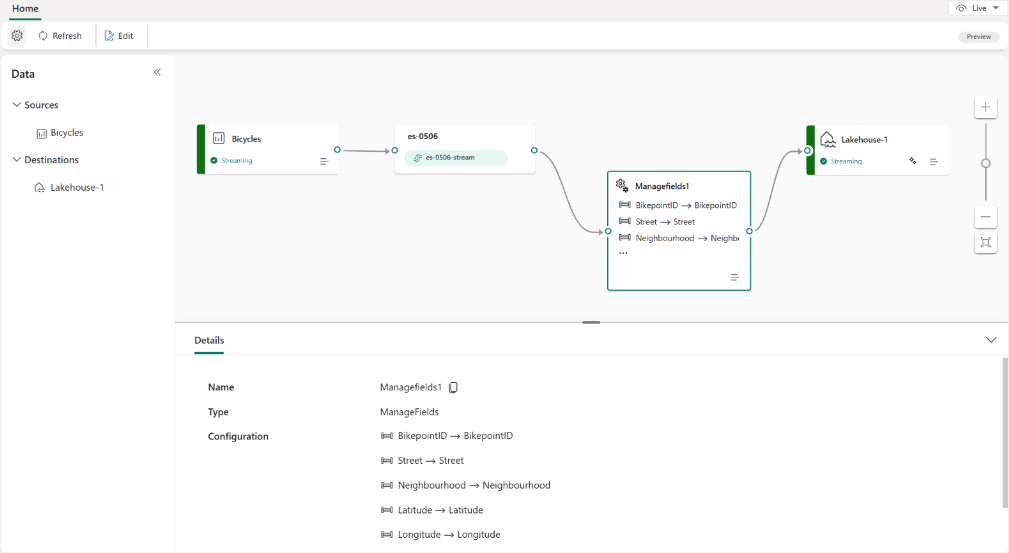 Home
Live
Refresh
Edit
Preview
Data
Sources
Bicycles
Destinations
Lakehouse-1
Bicycles
Streaming
es-0506
es-0506-stream
Managefields1
BikepointID → BikepointID
Street → Street
Neighbourhood → Neighb
...
Lakehouse-1
Streaming
Details
Name
Managefields1
Type
ManageFields
Configuration
BikepointID → BikepointID
Street → Street
Neighbourhood → Neighbourhood
Latitude → Latitude
Longitude → Longitude